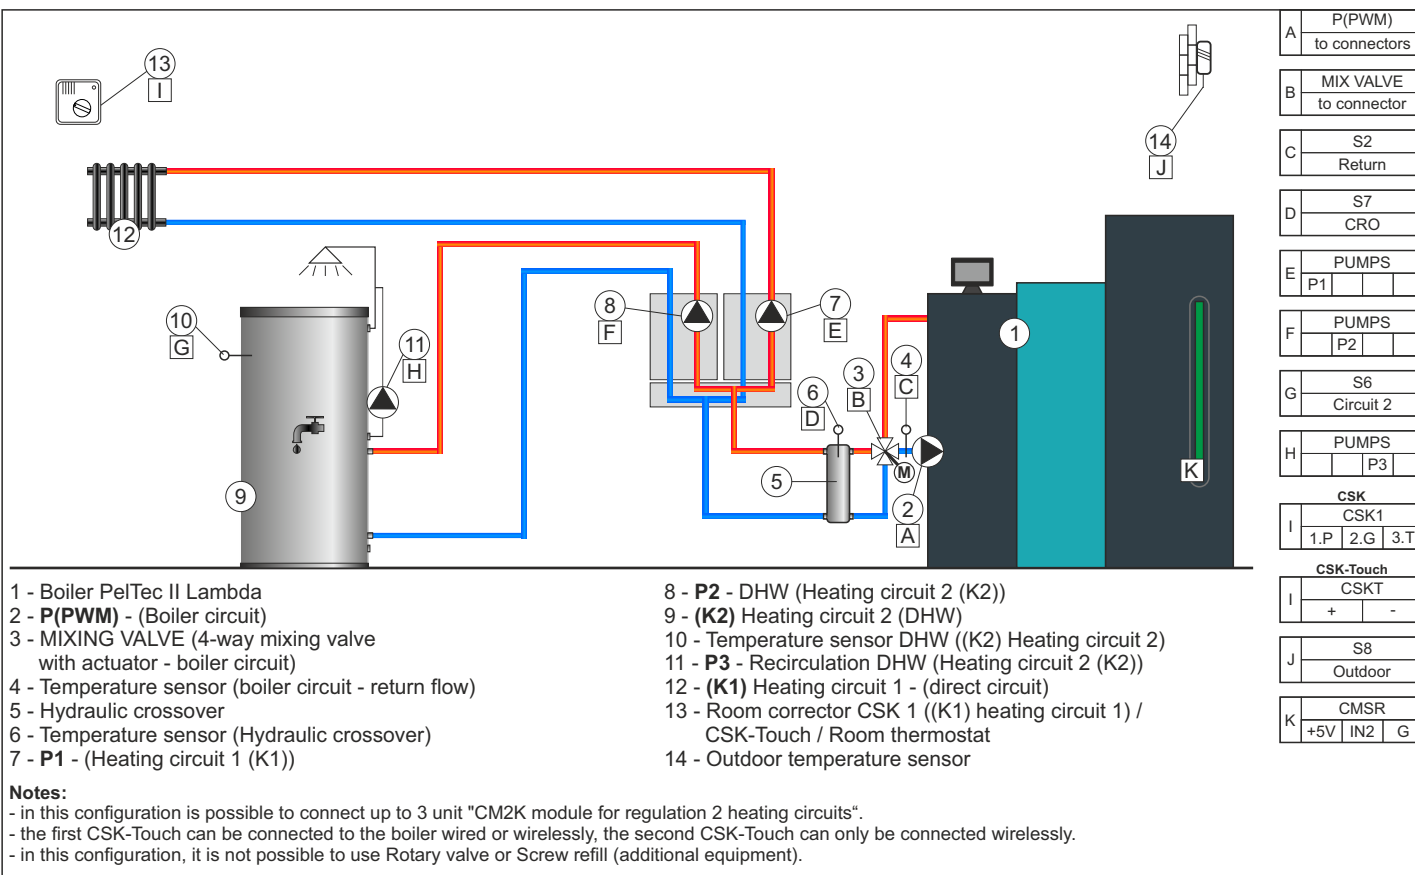 13
I
14
J
12
10
G
11
H
9
8
F
7
E
6
D
3
B
4
C
5
M
2
A
1
K
A
P(PWM)
to connectors
B
MIX VALVE
to connector
C
S2
Return
D
S7
CRO
E
PUMPS
P1
F
PUMPS
P2
G
S6
Circuit 2
H
PUMPS
P3
CSK
I
CSK1
1.P 2.G 3.T
CSK-Touch
I
CSKT
+ -
J
S8
Outdoor
K
CMSR
+5V IN2 G
1 - Boiler PelTec II Lambda
2 - P(PWM) - (Boiler circuit)
3 - MIXING VALVE (4-way mixing valve
with actuator - boiler circuit)
4 - Temperature sensor (boiler circuit - return flow)
5 - Hydraulic crossover
6 - Temperature sensor (Hydraulic crossover)
7 - P1 - (Heating circuit 1 (K1))
8 - P2 - DHW (Heating circuit 2 (K2))
9 - (K2) Heating circuit 2 (DHW)
10 - Temperature sensor DHW ((K2) Heating circuit 2)
11 - P3 - Recirculation DHW (Heating circuit 2 (K2))
12 - (K1) Heating circuit 1 - (direct circuit)
13 - Room corrector CSK 1 ((K1) heating circuit 1) /
CSK-Touch / Room thermostat
14 - Outdoor temperature sensor
Notes:
- in this configuration is possible to connect up to 3 unit "CM2K module for regulation 2 heating circuits“.
- the first CSK-Touch can be connected to the boiler wired or wirelessly, the second CSK-Touch can only be connected wirelessly.
- in this configuration, it is not possible to use Rotary valve or Screw refill (additional equipment).